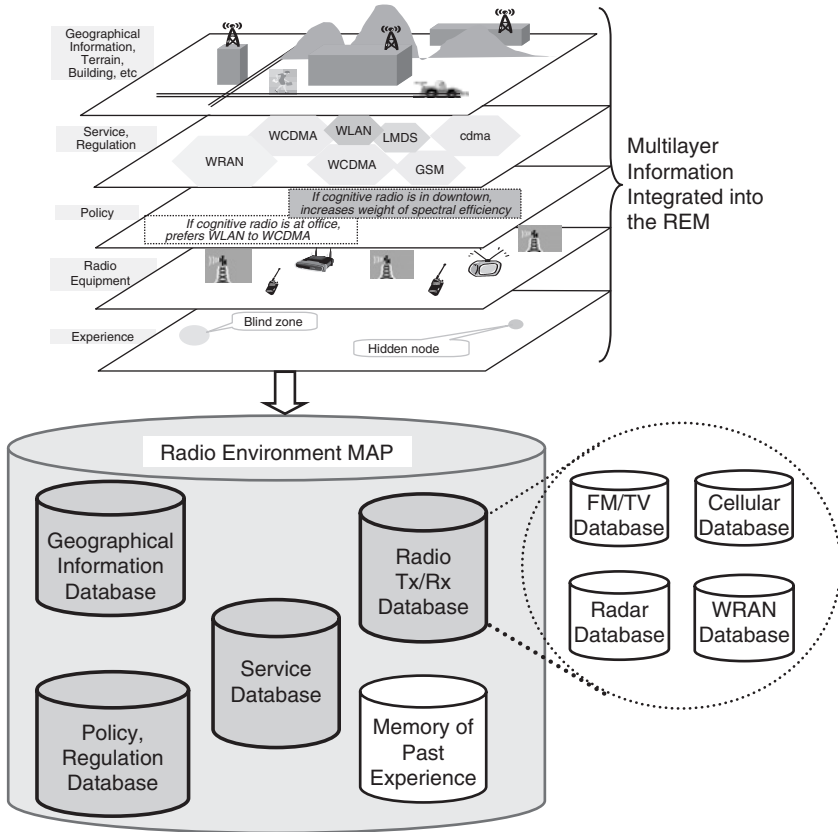 Geographical
Information,
Terrain,
Building, etc
Service,
Regulation
WCDMA
WLAN
LMDS
cdma
WRAN
WCDMA
GSM
Policy
If cognitive radio is in downtown,
increases weight of spectral efficiency
If cognitive radio is at office,
prefers WLAN to WCDMA
Radio
Equipment
Experience
Blind zone
Hidden node
Multilayer
Information
Integrated into
the REM
Radio Environment MAP
Geographical
Information
Database
Radio
Tx/Rx
Database
Service
Database
Policy,
Regulation
Database
Memory of
Past
Experience
FM/TV
Database
Cellular
Database
Radar
Database
WRAN
Database